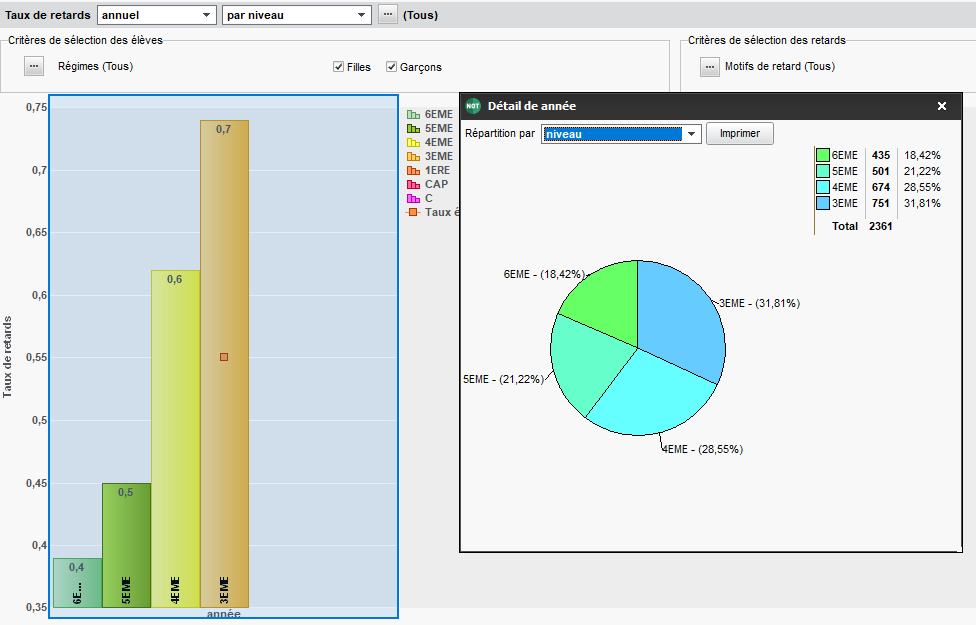 Taux de retards annuel par niveau ... (Tous)
Critères de sélection des élèves
... Régimes (Tous) Filles Garçons
Critères de sélection des retards
... Motifs de retard (Tous)
Taux de retards
0,75
0,7
0,65
0,6
0,55
0,5
0,45
0,4
0,35
0,4
0,5
0,6
0,7
6E...
5EME
4EME
3EME
année
6EME
5EME
4EME
3EME
1ERE
CAP
C
Taux é
NOT Détail de année
Répartition par niveau Imprimer
6EME 435 18,42%
5EME 501 21,22%
4EME 674 28,55%
3EME 751 31,81%
Total 2361
6EME - (18,42%)
3EME - (31,81%)
5EME - (21,22%)
4EME - (28,55%)